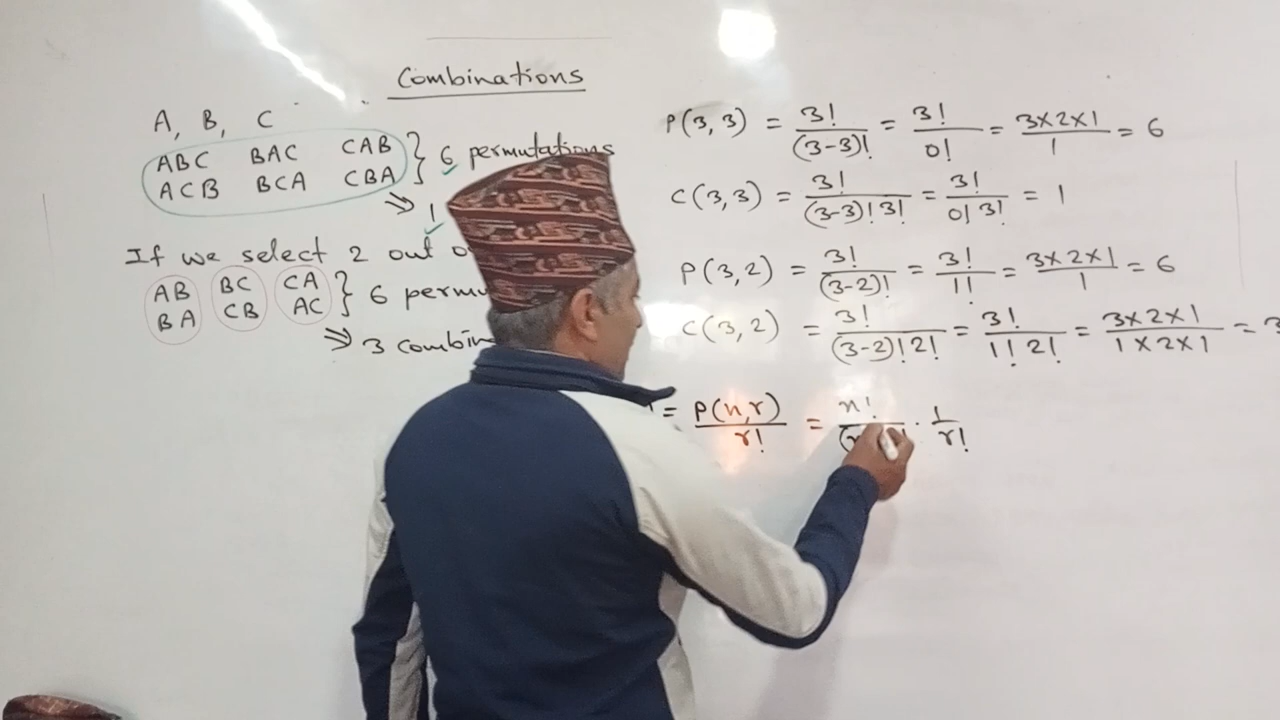 Combinations
A, B, C
ABC BAC CAB
ACB BCA CBA } 6 permutations
⇒ 1
If we select 2 out
AB BC CA
BA CB AC } 6
⇒ 3
P(3,3) = 3!/(3-3)! = 3!/0! = 3×2×1/1 = 6
C(3,3) = 3!/(3-3)!3! = 3!/0!3! = 1
P(3,2) = 3!/(3-2)! = 3!/1! = 3×2×1/1 = 6
C(3,2) = 3!/(3-2)!2! = 3!/1!2! = 3×2×1/1×2×1 = 3
= P(n,r)/r! = n!/( ! · 1/r!